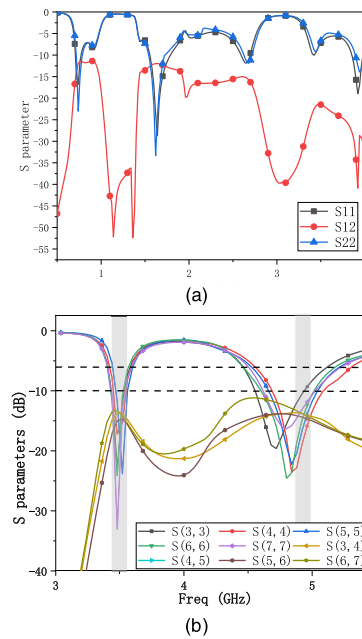 0
-5
-10
-15
-20
-25
-30
-35
-40
-45
-50
-55
S parameter
1 2 3
S11
S12
S22
(a)
0
-10
-20
-30
-40
S parameters (dB)
3 4 5
Freq (GHz)
S(3,3) S(4,4) S(5,5)
S(6,6) S(7,7) S(3,4)
S(4,5) S(5,6) S(6,7)
(b)